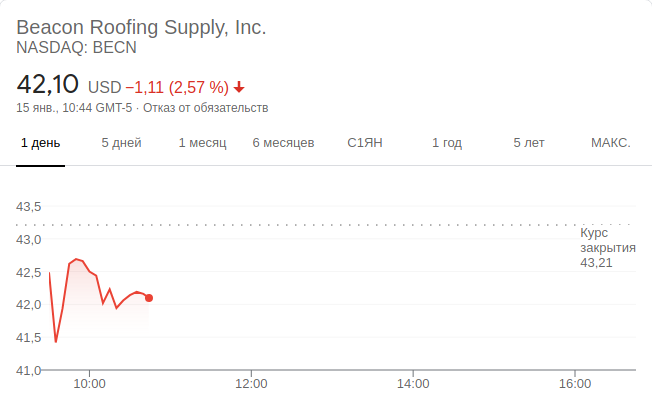 Beacon Roofing Supply, Inc.
NASDAQ: BECN
42,10 USD −1,11 (2,57 %)
15 янв., 10:44 GMT-5 · Отказ от обязательств
1 день 5 дней 1 месяц 6 месяцев С1ЯН 1 год 5 лет МАКС.
43,5
Курс
закрытия
43,21
43,0
42,5
42,0
41,5
41,0
10:00 12:00 14:00 16:00